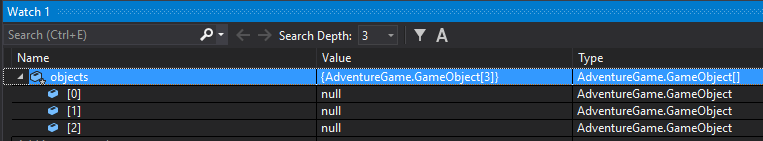 Watch 1
Search (Ctrl+E) Search Depth: 3 A
Name Value Type
objects {AdventureGame.GameObject[3]} AdventureGame.GameObject[]
[0] null AdventureGame.GameObject
[1] null AdventureGame.GameObject
[2] null AdventureGame.GameObject